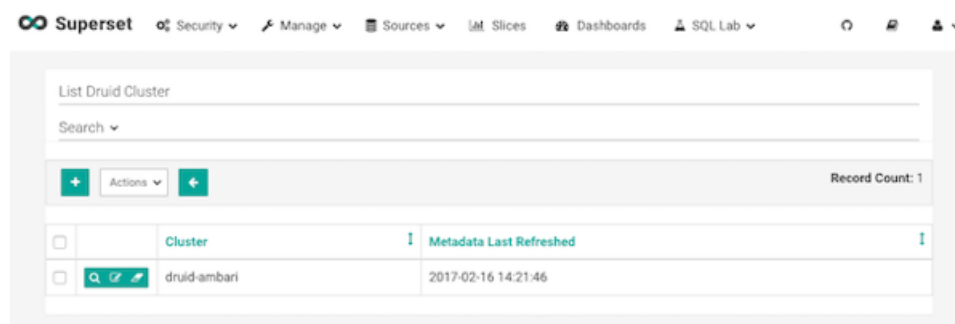 Superset Security Manage Sources Slices Dashboards SQL Lab
List Druid Cluster
Search
Actions Record Count: 1
Cluster Metadata Last Refreshed
druid-ambari 2017-02-16 14:21:46